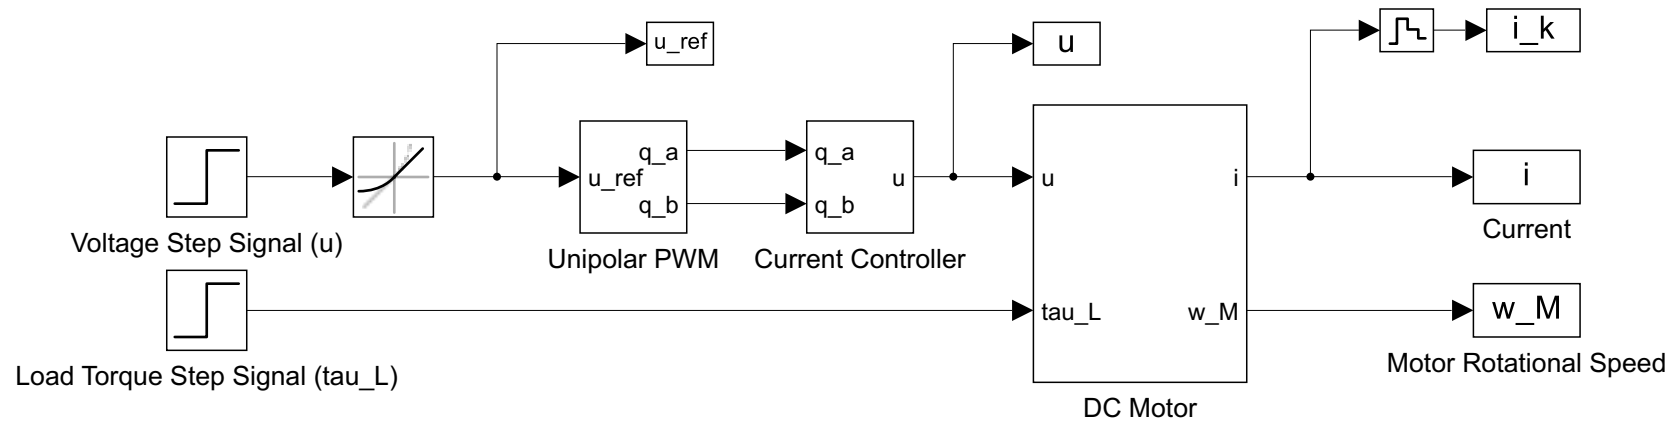 u_ref
u
i_k
q_a
u_ref
q_b
q_a
u
q_b
u
i
i
Voltage Step Signal (u)
Unipolar PWM
Current Controller
Current
tau_L
w_M
w_M
Load Torque Step Signal (tau_L)
Motor Rotational Speed
DC Motor